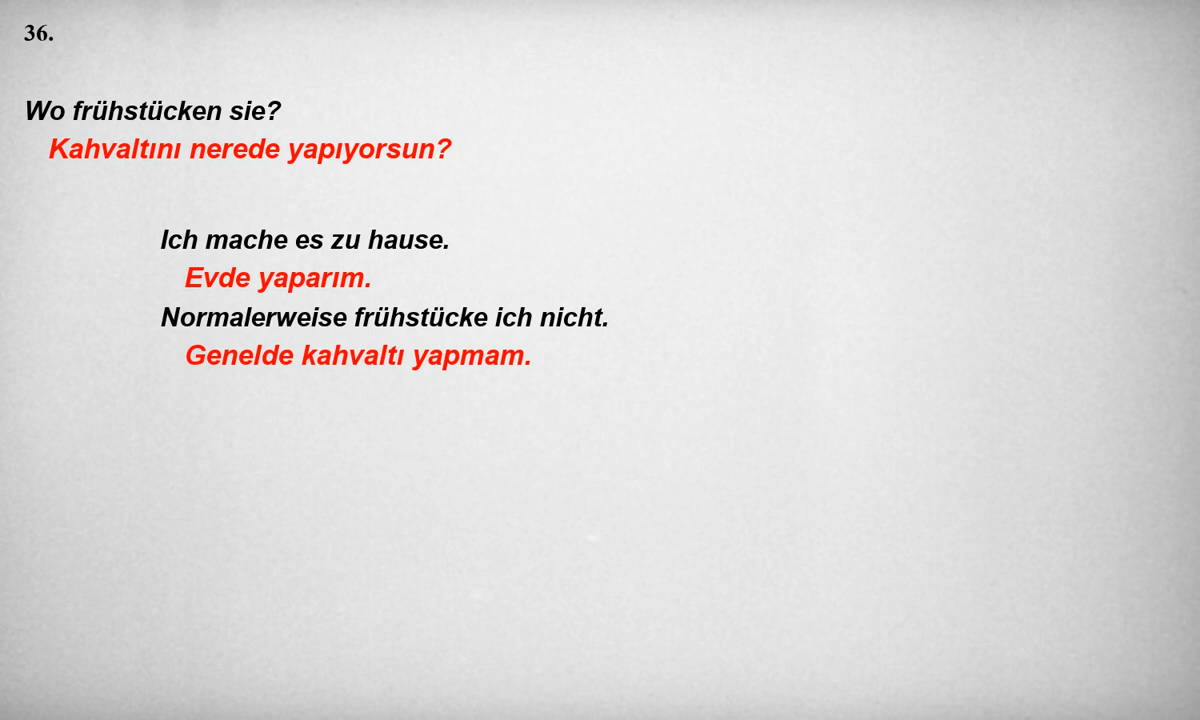 36.
Wo frühstücken sie?
Kahvaltını nerede yapıyorsun?
Ich mache es zu hause.
Evde yaparım.
Normalerweise frühstücke ich nicht.
Genelde kahvaltı yapmam.